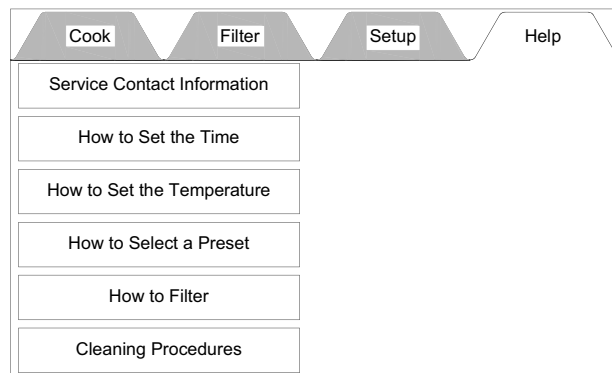 Cook Filter Setup Help
Service Contact Information
How to Set the Time
How to Set the Temperature
How to Select a Preset
How to Filter
Cleaning Procedures